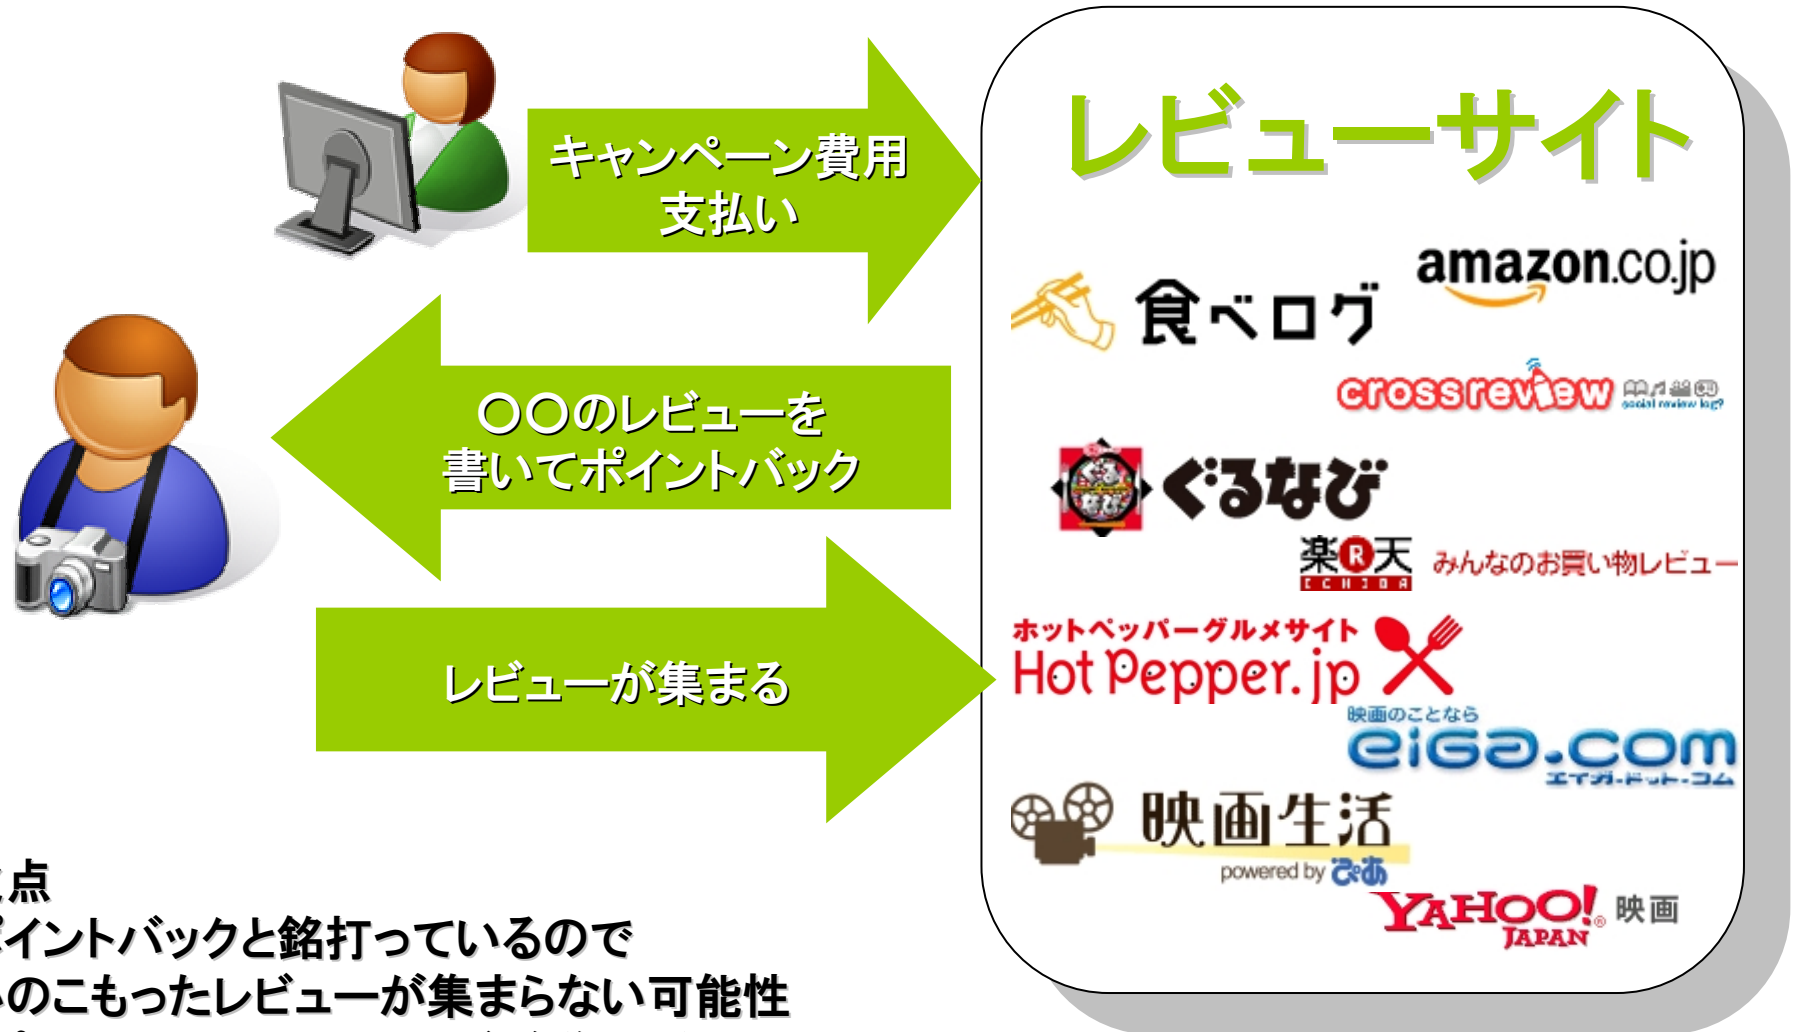 レビューサイト
キャンペーン費用
支払い
amazon.co.jp
食べログ
crossreview
social review log?
〇〇のレビューを
書いてポイントバック
ぐるなび
楽R天 みんなのお買い物レビュー
ICHIBA
ホットペッパーグルメサイト
Hot Pepper.jp
レビューが集まる
映画のことなら
eiga.com
エイガ・ドット・コム
映画生活
powered by ぴあ
YAHOO! 映画
JAPAN
点
イントバックと銘打っているので
のこもったレビューが集まらない可能性